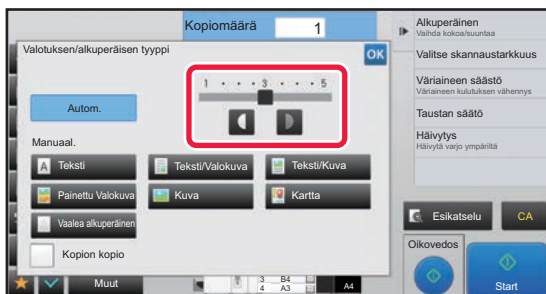 Kopiomäärä 1
Valotuksen/alkuperäisen tyyppi
OK
1 · · · 3 · · · 5
Autom.
Manuaal.
A Teksti
Teksti/Valokuva
Teksti/Kuva
Painettu Valokuva
Kuva
Kartta
Vaalea alkuperäinen
Kopion kopio
Muut
3 B4
4 A3
A4
Alkuperäinen
Vaihda kokoa/suuntaa
Valitse skannaustarkkuus
Väriaineen säästö
Väriaineen kulutuksen vähennys
Taustan säätö
Häivytys
Häivytä varjo ympäriltä
Esikatselu
CA
Oikovedos
Start